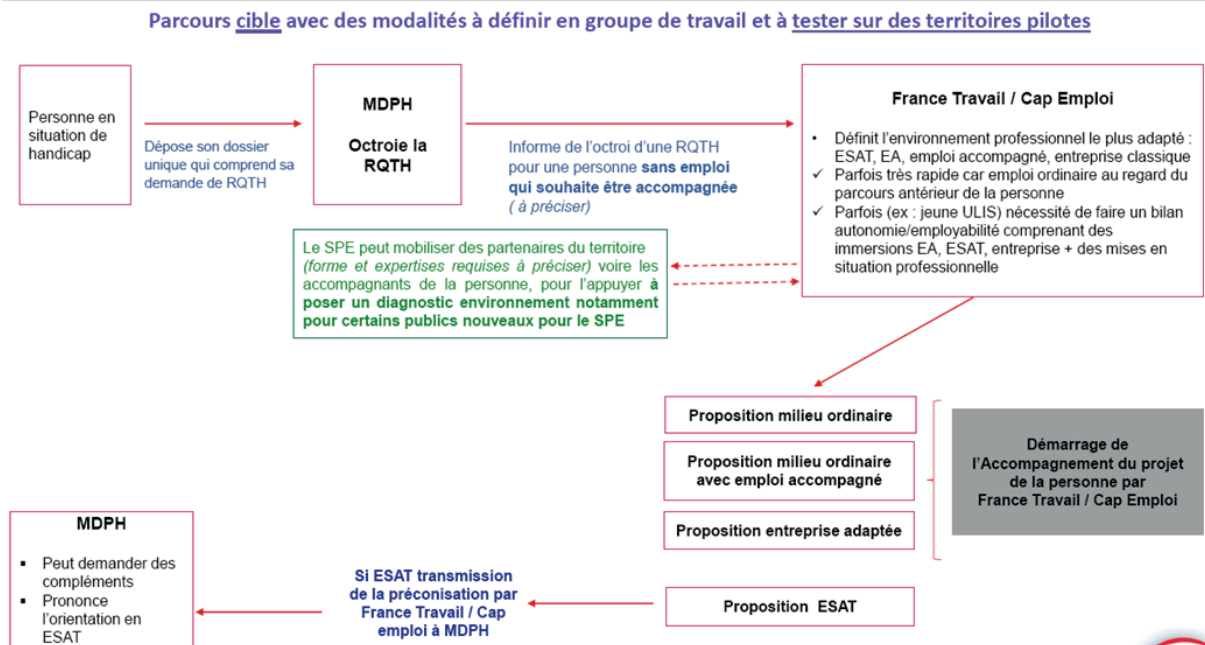 Parcours cible avec des modalités à définir en groupe de travail et à tester sur des territoires pilotes
Personne en
situation de
handicap
Dépose son dossier
unique qui comprend sa
demande de RQTH
MDPH
Octroie la
RQTH
Informe de l'octroi d'une RQTH
pour une personne sans emploi
qui souhaite être accompagnée
( à préciser)
France Travail / Cap Emploi
• Définit l'environnement professionnel le plus adapté :
ESAT, EA, emploi accompagné, entreprise classique
✓ Parfois très rapide car emploi ordinaire au regard du
parcours antérieur de la personne
✓ Parfois (ex : jeune ULIS) nécessité de faire un bilan
autonomie/employabilité comprenant des
immersions EA, ESAT, entreprise + des mises en
situation professionnelle
Le SPE peut mobiliser des partenaires du territoire
(forme et expertises requises à préciser) voire les
accompagnants de la personne, pour l'appuyer à
poser un diagnostic environnement notamment
pour certains publics nouveaux pour le SPE
Proposition milieu ordinaire
Proposition milieu ordinaire
avec emploi accompagné
Proposition entreprise adaptée
Démarrage de
l'Accompagnement du projet
de la personne par
France Travail / Cap Emploi
Proposition ESAT
Si ESAT transmission
de la préconisation par
France Travail / Cap
emploi à MDPH
MDPH
▪ Peut demander des
compléments
▪ Prononce
l'orientation en
ESAT